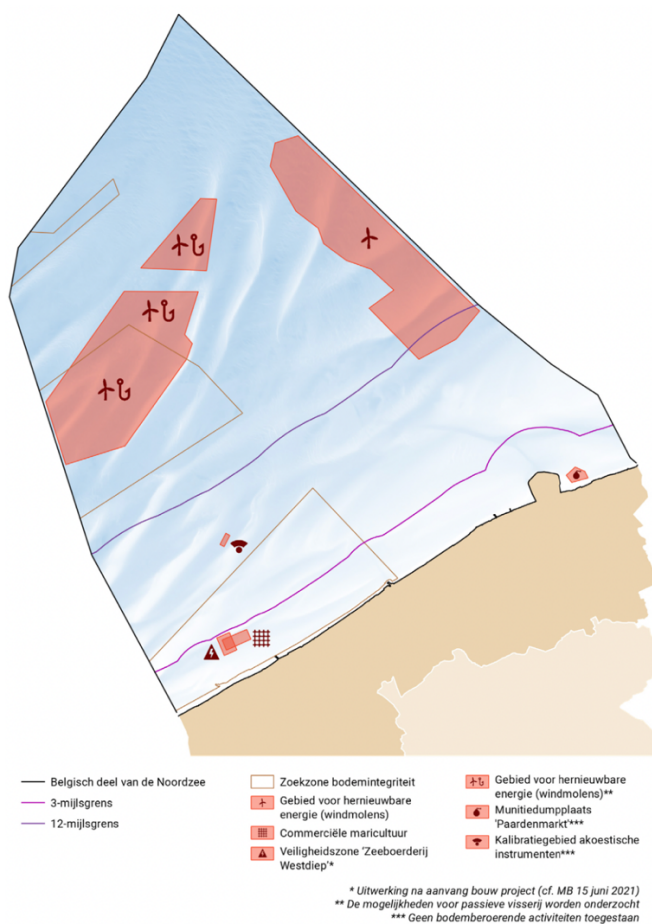 Belgisch deel van de Noordzee
3-mijlsgrens
12-mijlsgrens
Zoekzone bodemintegriteit
Gebied voor hernieuwbare
energie (windmolens)
Commerciële maricultuur
Veiligheidszone 'Zeeboerderij
Westdiep'*
Gebied voor hernieuwbare
energie (windmolens)**
Munitiedumpplaats
'Paardenmarkt'***
Kalibratiegebied akoestische
instrumenten***
* Uitwerking na aanvang bouw project (cf. MB 15 juni 2021)
** De mogelijkheden voor passieve visserij worden onderzocht
*** Geen bodemberoerende activiteiten toegestaan